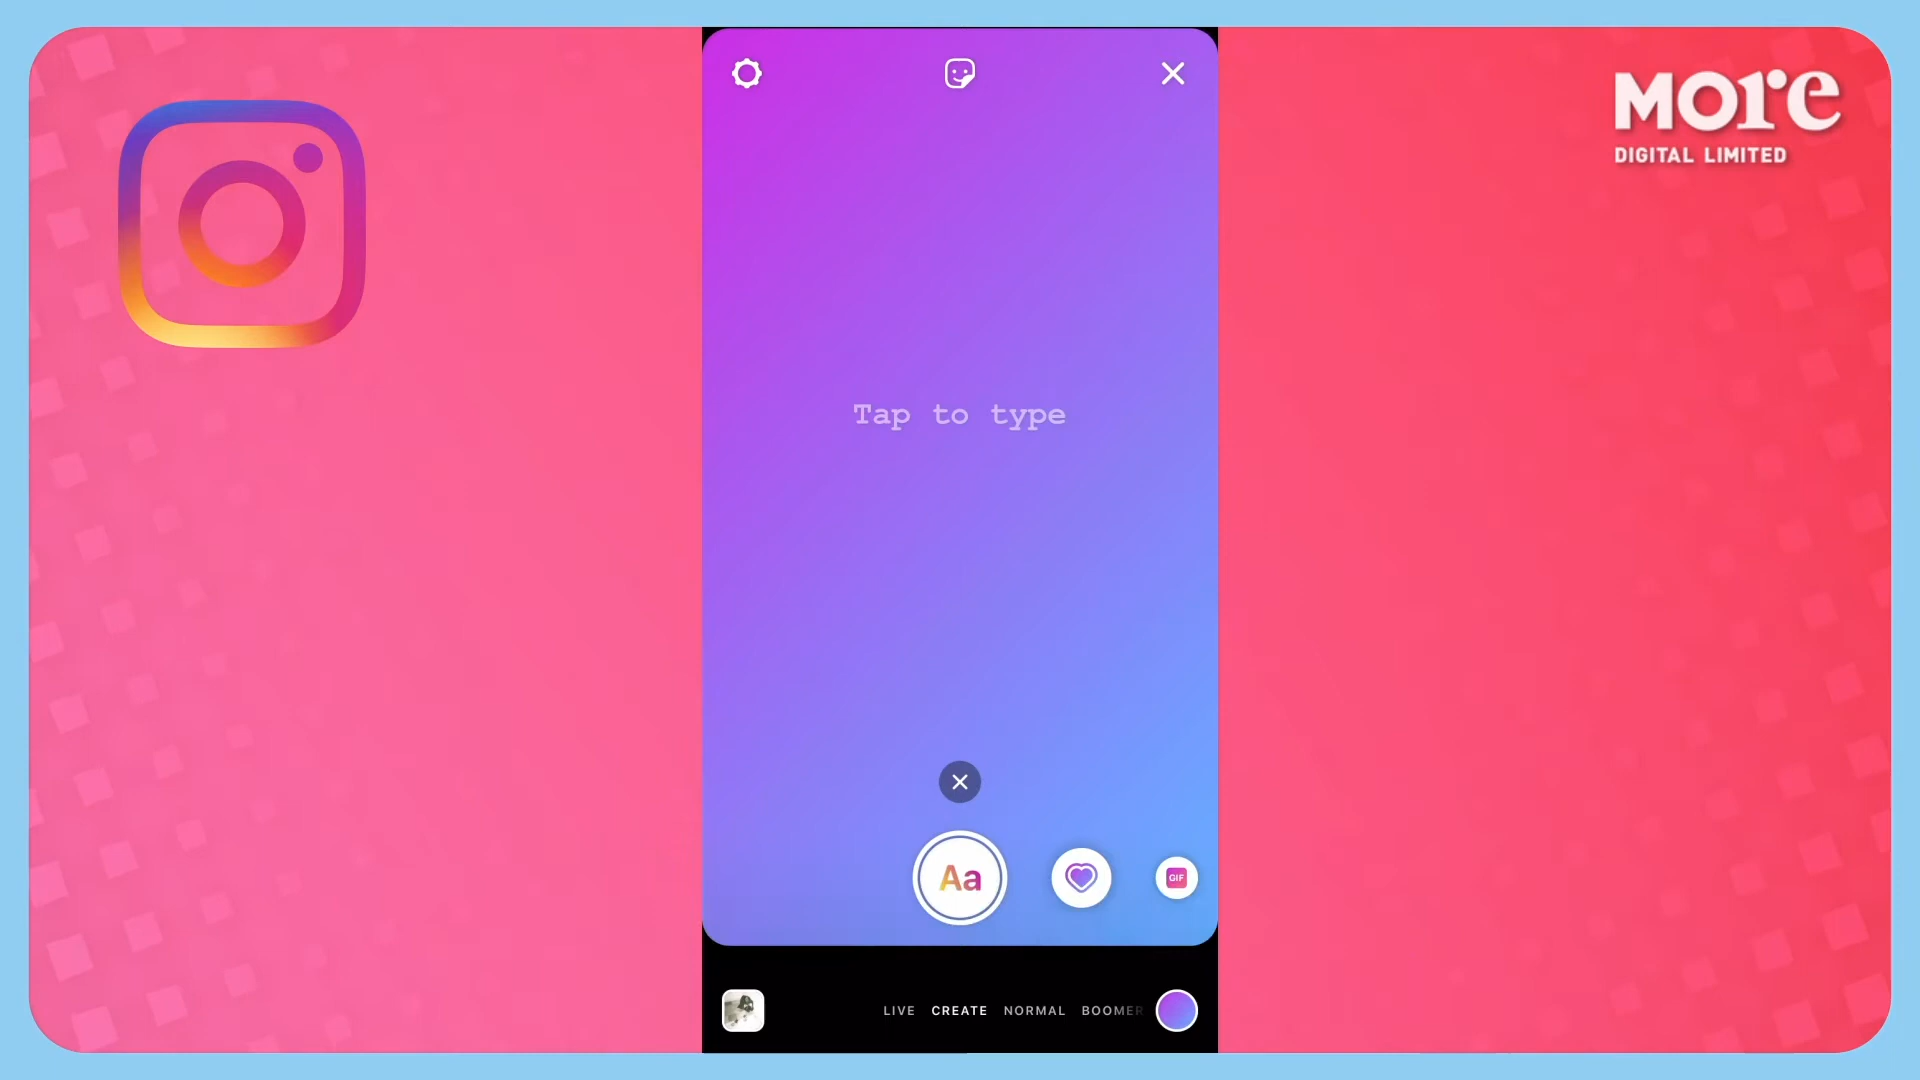 MOre
DIGITAL LIMITED
Tap to type
Aa
GIF
LIVE CREATE NORMAL BOOMER